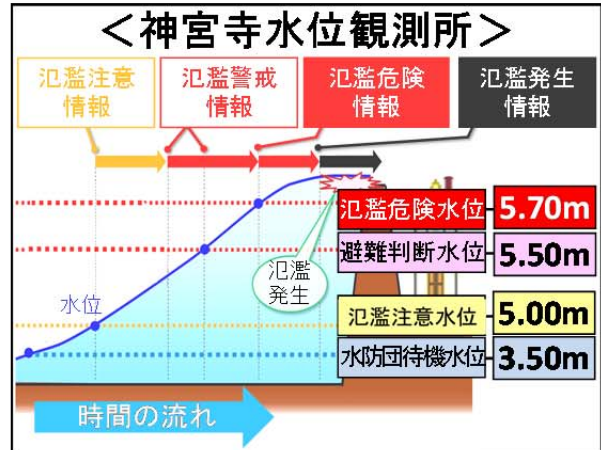 ＜神宮寺水位観測所＞
氾濫注意
情報
氾濫警戒
情報
氾濫危険
情報
氾濫発生
情報
氾濫危険水位
5.70m
避難判断水位
5.50m
氾濫
発生
水位
氾濫注意水位
5.00m
水防団待機水位
3.50m
時間の流れ